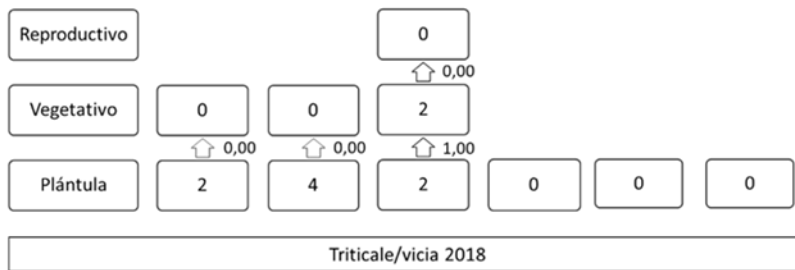 Reproductivo 0
0,00
Vegetativo 0 0 2
0,00 0,00 1,00
Plántula 2 4 2 0 0 0
Triticale/vicia 2018